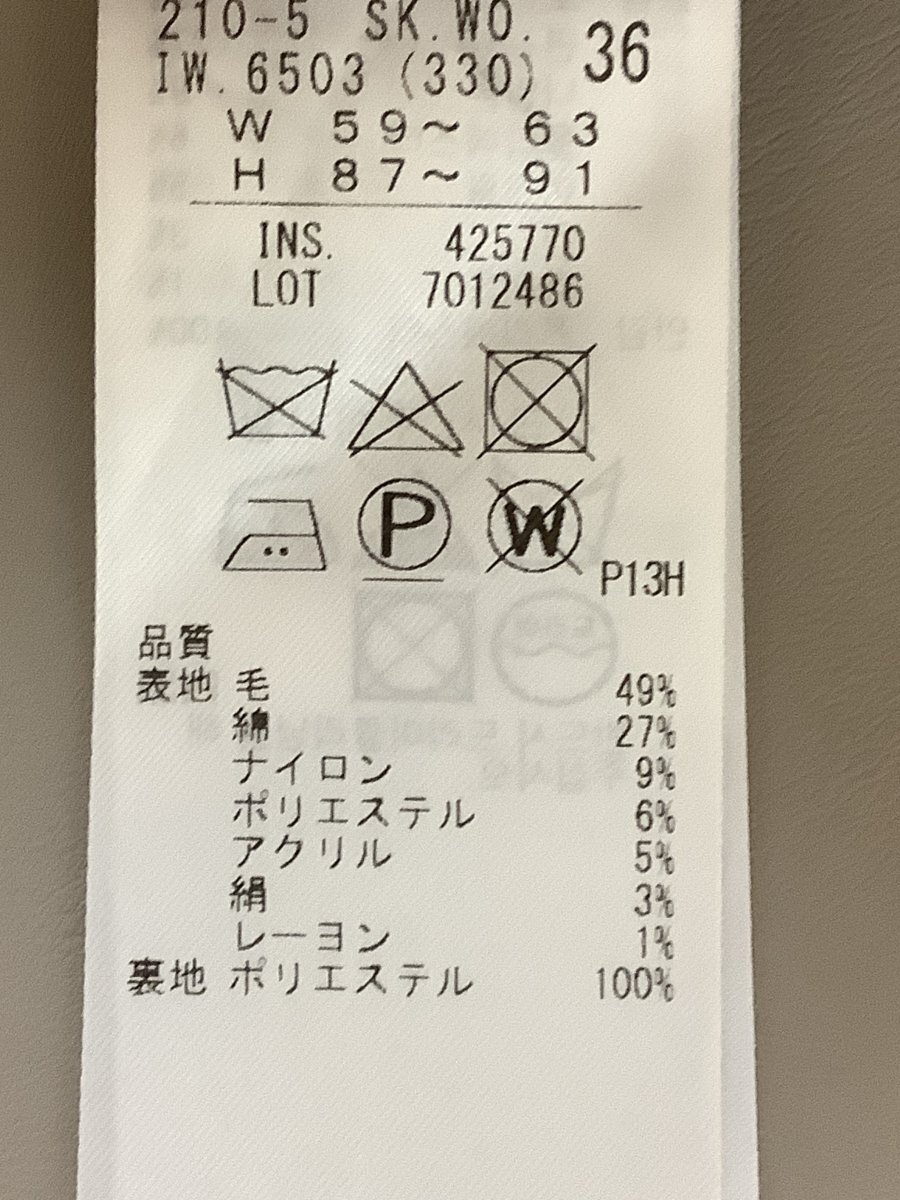 210-5 SK.WO.
36
IW.6503 (330)
W 59～ 63
H 87～ 91
INS. 425770
LOT 7012486
P W
P13H
品質
表地 毛 49%
綿 27%
ナイロン 9%
ポリエステル 6%
アクリル 5%
絹 3%
レーヨン 1%
裏地 ポリエステル 100%